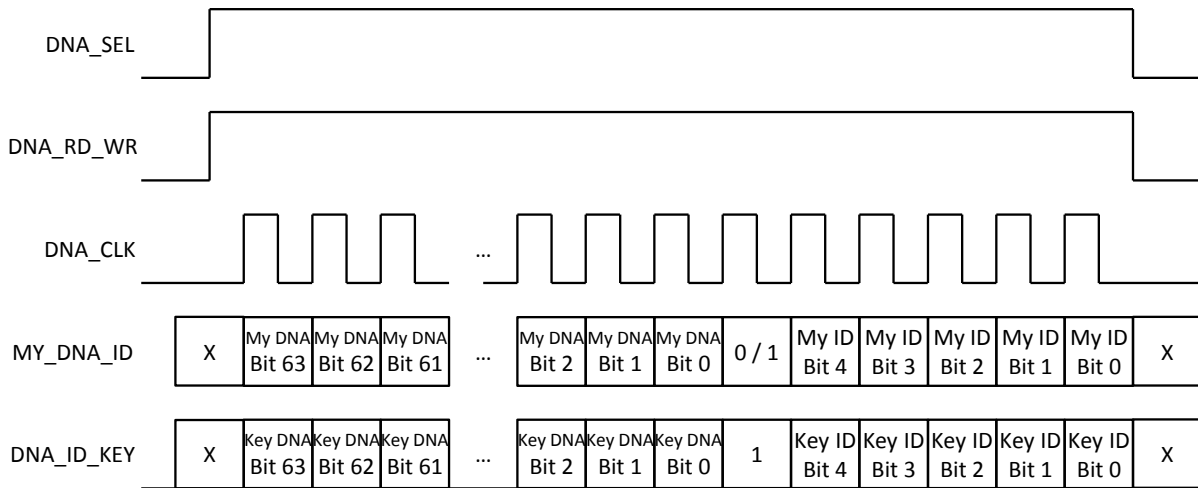 DNA_SEL
DNA_RD_WR
DNA_CLK
...
MY_DNA_ID
X
My DNA
Bit 63
My DNA
Bit 62
My DNA
Bit 61
...
My DNA
Bit 2
My DNA
Bit 1
My DNA
Bit 0
0 / 1
My ID
Bit 4
My ID
Bit 3
My ID
Bit 2
My ID
Bit 1
My ID
Bit 0
X
DNA_ID_KEY
X
Key DNA
Bit 63
Key DNA
Bit 62
Key DNA
Bit 61
...
Key DNA
Bit 2
Key DNA
Bit 1
Key DNA
Bit 0
1
Key ID
Bit 4
Key ID
Bit 3
Key ID
Bit 2
Key ID
Bit 1
Key ID
Bit 0
X